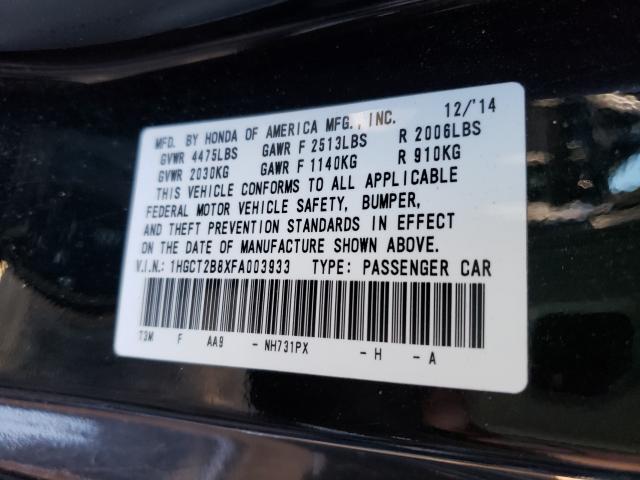 MFD. BY HONDA OF AMERICA MFG., INC. 12/'14
GVWR 4475LBS GAWR F 2513LBS R 2006LBS
GVWR 2030KG GAWR F 1140KG R 910KG
THIS VEHICLE CONFORMS TO ALL APPLICABLE
FEDERAL MOTOR VEHICLE SAFETY, BUMPER,
AND THEFT PREVENTION STANDARDS IN EFFECT
ON THE DATE OF MANUFACTURE SHOWN ABOVE.
V.I.N.: 1HGCT2B8XFA003933 TYPE: PASSENGER CAR
T3M F AA9 - NH731PX - H - A